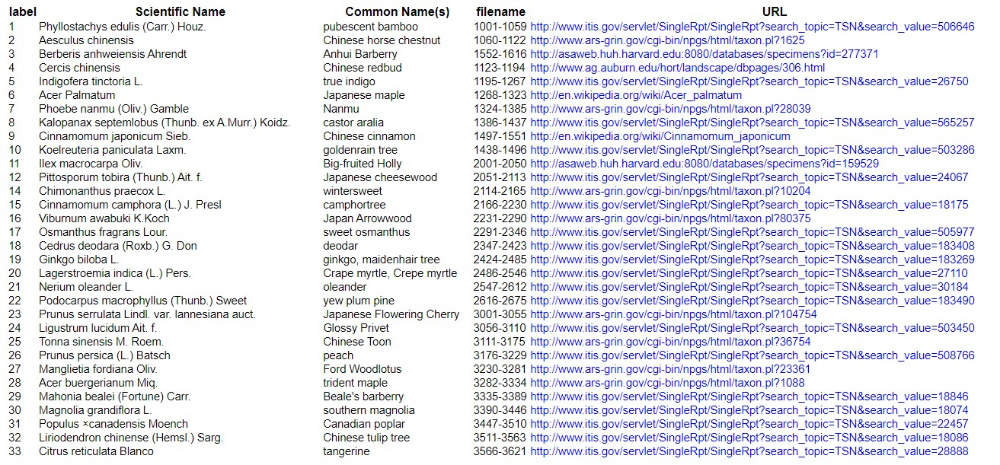 label Scientific Name Common Name(s) filename URL
1 Phyllostachys edulis (Carr.) Houz. pubescent bamboo 1001-1059 http://www.itis.gov/servlet/SingleRpt/SingleRpt?search_topic=TSN&search_value=506646
2 Aesculus chinensis Chinese horse chestnut 1060-1122 http://www.ars-grin.gov/cgi-bin/npgs/html/taxon.pl?1625
3 Berberis anhweiensis Ahrendt Anhui Barberry 1552-1616 http://asaweb.huh.harvard.edu:8080/databases/specimens?id=277371
4 Cercis chinensis Chinese redbud 1123-1194 http://www.ag.auburn.edu/hort/landscape/dbpages/306.html
5 Indigofera tinctoria L. true indigo 1195-1267 http://www.itis.gov/servlet/SingleRpt/SingleRpt?search_topic=TSN&search_value=26750
6 Acer Palmatum Japanese maple 1268-1323 http://en.wikipedia.org/wiki/Acer_palmatum
7 Phoebe nanmu (Oliv.) Gamble Nanmu 1324-1385 http://www.ars-grin.gov/cgi-bin/npgs/html/taxon.pl?28039
8 Kalopanax septemlobus (Thunb. ex A.Murr.) Koidz. castor aralia 1386-1437 http://www.itis.gov/servlet/SingleRpt/SingleRpt?search_topic=TSN&search_value=565257
9 Cinnamomum japonicum Sieb. Chinese cinnamon 1497-1551 http://en.wikipedia.org/wiki/Cinnamomum_japonicum
10 Koelreuteria paniculata Laxm. goldenrain tree 1438-1496 http://www.itis.gov/servlet/SingleRpt/SingleRpt?search_topic=TSN&search_value=503286
11 Ilex macrocarpa Oliv. Big-fruited Holly 2001-2050 http://asaweb.huh.harvard.edu:8080/databases/specimens?id=159529
12 Pittosporum tobira (Thunb.) Ait. f. Japanese cheesewood 2051-2113 http://www.itis.gov/servlet/SingleRpt/SingleRpt?search_topic=TSN&search_value=24067
14 Chimonanthus praecox L. wintersweet 2114-2165 http://www.ars-grin.gov/cgi-bin/npgs/html/taxon.pl?10204
15 Cinnamomum camphora (L.) J. Presl camphortree 2166-2230 http://www.itis.gov/servlet/SingleRpt/SingleRpt?search_topic=TSN&search_value=18175
16 Viburnum awabuki K.Koch Japan Arrowwood 2231-2290 http://www.ars-grin.gov/cgi-bin/npgs/html/taxon.pl?80375
17 Osmanthus fragrans Lour. sweet osmanthus 2291-2346 http://www.itis.gov/servlet/SingleRpt/SingleRpt?search_topic=TSN&search_value=505977
18 Cedrus deodara (Roxb.) G. Don deodar 2347-2423 http://www.itis.gov/servlet/SingleRpt/SingleRpt?search_topic=TSN&search_value=183408
19 Ginkgo biloba L. ginkgo, maidenhair tree 2424-2485 http://www.itis.gov/servlet/SingleRpt/SingleRpt?search_topic=TSN&search_value=183269
20 Lagerstroemia indica (L.) Pers. Crape myrtle, Crepe myrtle 2486-2546 http://www.itis.gov/servlet/SingleRpt/SingleRpt?search_topic=TSN&search_value=27110
21 Nerium oleander L. oleander 2547-2612 http://www.itis.gov/servlet/SingleRpt/SingleRpt?search_topic=TSN&search_value=30184
22 Podocarpus macrophyllus (Thunb.) Sweet yew plum pine 2616-2675 http://www.itis.gov/servlet/SingleRpt/SingleRpt?search_topic=TSN&search_value=183490
23 Prunus serrulata Lindl. var. lannesiana auct. Japanese Flowering Cherry 3001-3055 http://www.ars-grin.gov/cgi-bin/npgs/html/taxon.pl?104754
24 Ligustrum lucidum Ait. f. Glossy Privet 3056-3110 http://www.itis.gov/servlet/SingleRpt/SingleRpt?search_topic=TSN&search_value=503450
25 Tonna sinensis M. Roem. Chinese Toon 3111-3175 http://www.ars-grin.gov/cgi-bin/npgs/html/taxon.pl?36754
26 Prunus persica (L.) Batsch peach 3176-3229 http://www.itis.gov/servlet/SingleRpt/SingleRpt?search_topic=TSN&search_value=508766
27 Manglietia fordiana Oliv. Ford Woodlotus 3230-3281 http://www.ars-grin.gov/cgi-bin/npgs/html/taxon.pl?23361
28 Acer buergerianum Miq. trident maple 3282-3334 http://www.ars-grin.gov/cgi-bin/npgs/html/taxon.pl?1088
29 Mahonia bealei (Fortune) Carr. Beale's barberry 3335-3389 http://www.itis.gov/servlet/SingleRpt/SingleRpt?search_topic=TSN&search_value=18846
30 Magnolia grandiflora L. southern magnolia 3390-3446 http://www.itis.gov/servlet/SingleRpt/SingleRpt?search_topic=TSN&search_value=18074
31 Populus ×canadensis Moench Canadian poplar 3447-3510 http://www.itis.gov/servlet/SingleRpt/SingleRpt?search_topic=TSN&search_value=22457
32 Liriodendron chinense (Hemsl.) Sarg. Chinese tulip tree 3511-3563 http://www.itis.gov/servlet/SingleRpt/SingleRpt?search_topic=TSN&search_value=18086
33 Citrus reticulata Blanco tangerine 3566-3621 http://www.itis.gov/servlet/SingleRpt/SingleRpt?search_topic=TSN&search_value=28888